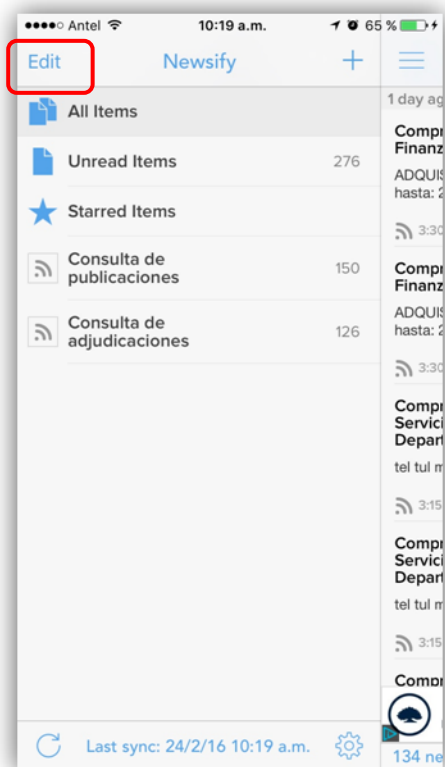 Antel 10:19 a.m. 65 %
Edit Newsify +
All Items
Unread Items 276
Starred Items
Consulta de
publicaciones 150
Consulta de
adjudicaciones 126
Last sync: 24/2/16 10:19 a.m.
1 day ag
Compr
Finanz
ADQUIS
hasta: 2
3:30
Compr
Finanz
ADQUIS
hasta: 2
3:30
Compr
Servici
Depart
tel tul m
3:15
Compr
Servici
Depart
tel tul m
3:15
Compr
134 ne